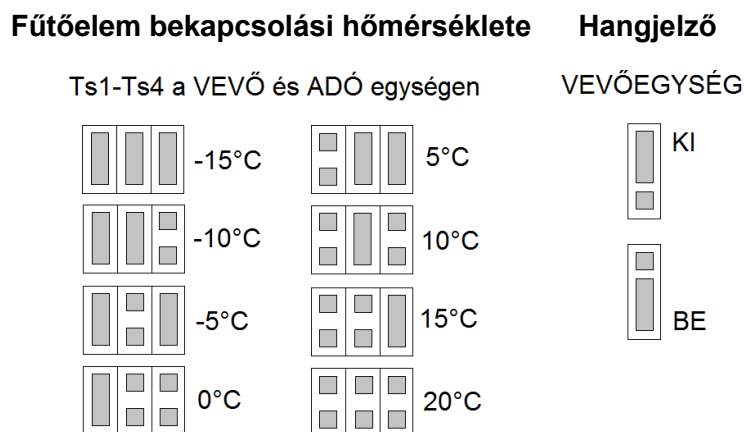 Fűtőelem bekapcsolási hőmérséklete
Ts1-Ts4 a VEVŐ és ADÓ egységen
-15°C
-10°C
-5°C
0°C
5°C
10°C
15°C
20°C
Hangjelző
VEVŐEGYSÉG
KI
BE